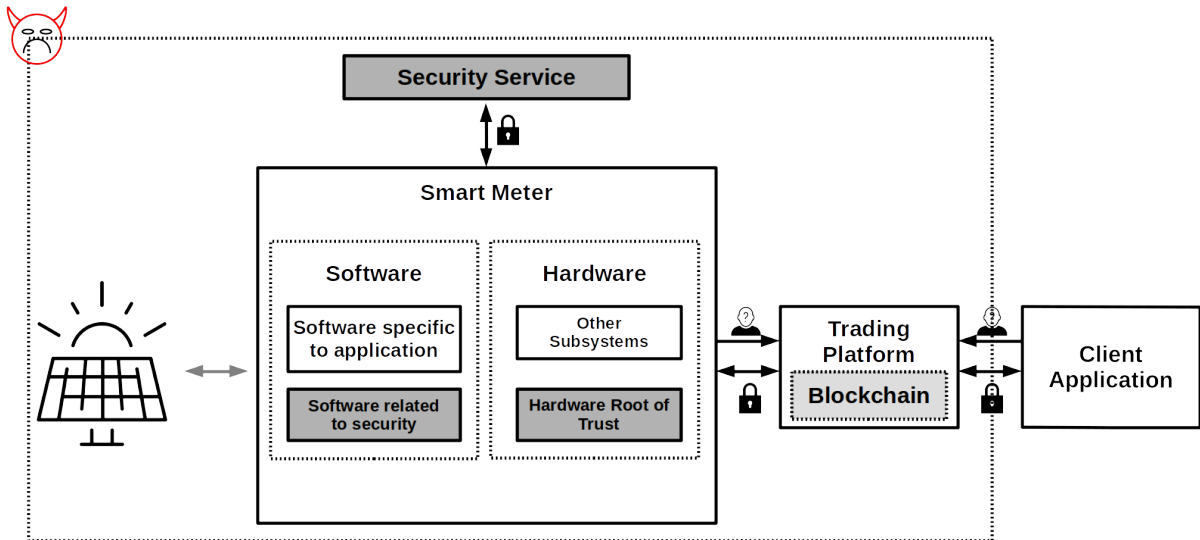 Security Service
Smart Meter
Software
Software specific
to application
Software related
to security
Hardware
Other
Subsystems
Hardware Root of
Trust
?
Trading
Platform
Blockchain
?
Client
Application